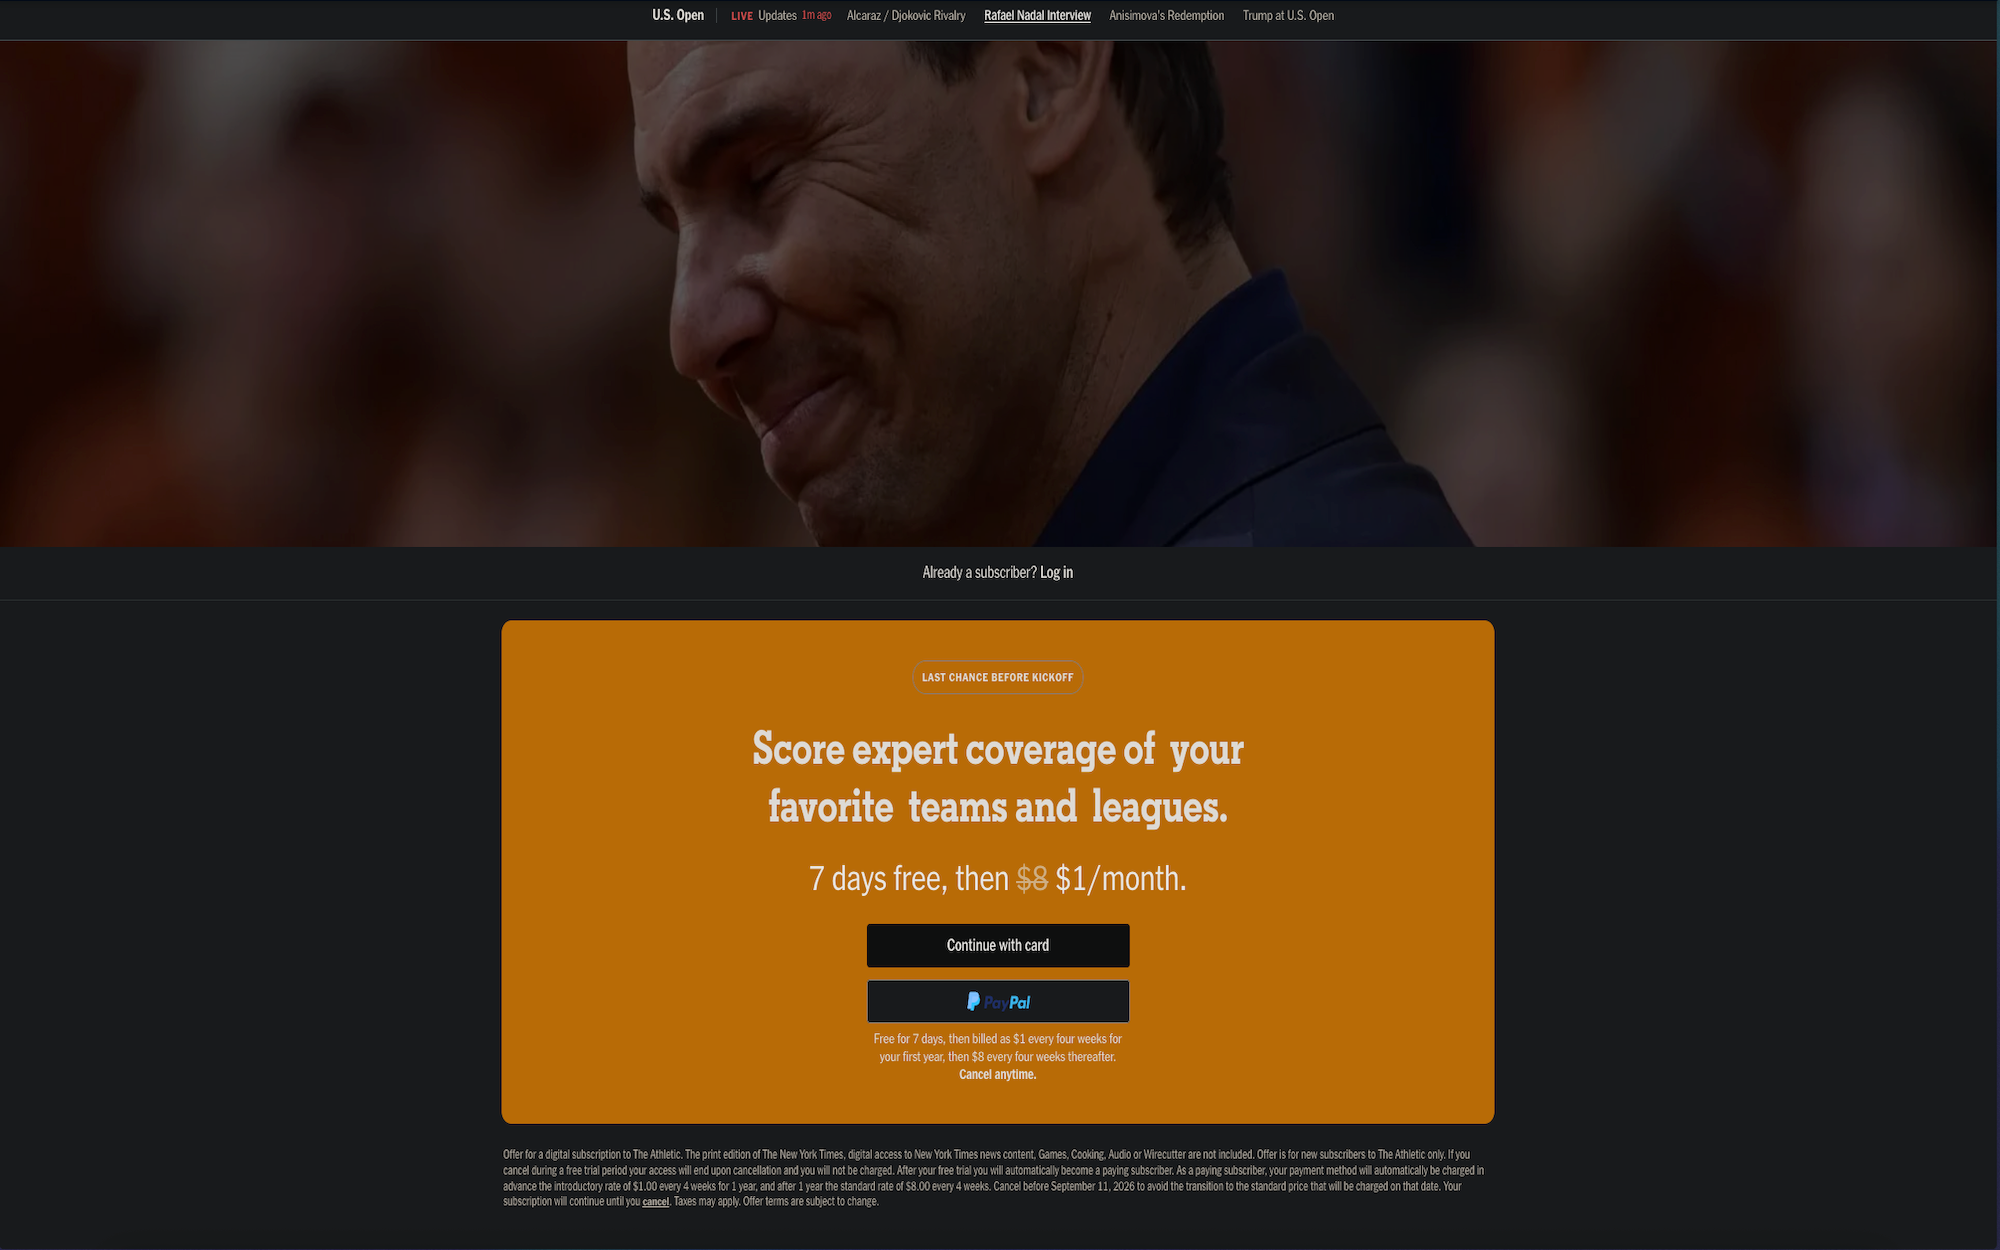 U.S. Open LIVE Updates 1m ago Alcaraz / Djokovic Rivalry Rafael Nadal Interview Anisimova's Redemption Trump at U.S. Open
Already a subscriber? Log in
LAST CHANCE BEFORE KICKOFF
Score expert coverage of your
favorite teams and leagues.
7 days free, then $8 $1/month.
Continue with card
PayPal
Free for 7 days, then billed as $1 every four weeks for
your first year, then $8 every four weeks thereafter.
Cancel anytime.
Offer for a digital subscription to The Athletic. The print edition of The New York Times, digital access to New York Times news content, Games, Cooking, Audio or Wirecutter are not included. Offer is for new subscribers to The Athletic only. If you
cancel during a free trial period your access will end upon cancellation and you will not be charged. After your free trial you will automatically become a paying subscriber. As a paying subscriber, your payment method will automatically be charged in
advance the introductory rate of $1.00 every 4 weeks for 1 year, and after 1 year the standard rate of $8.00 every 4 weeks. Cancel before September 11, 2026 to avoid the transition to the standard price that will be charged on that date. Your
subscription will continue until you cancel. Taxes may apply. Offer terms are subject to change.